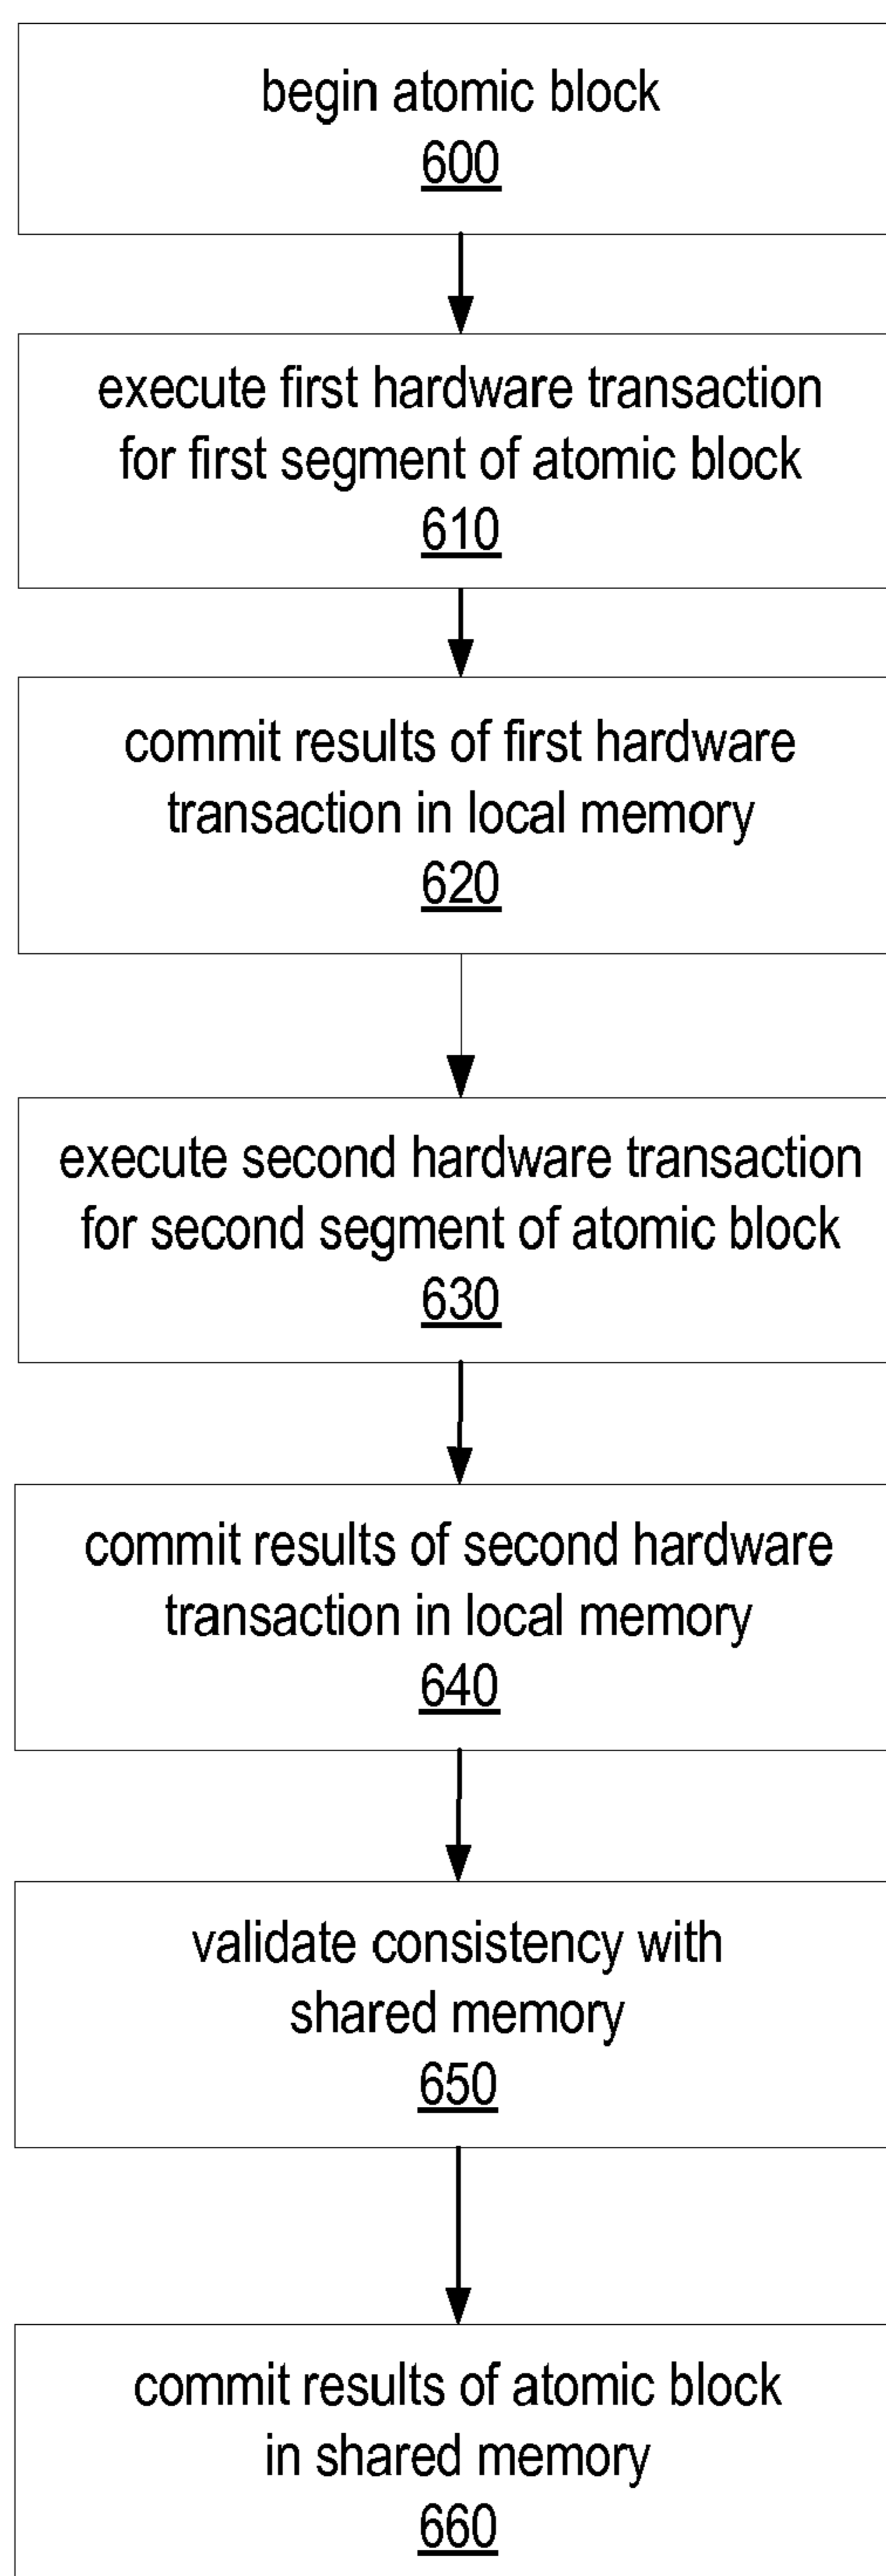 begin atomic block
600
execute first hardware transaction
for first segment of atomic block
610
commit results of first hardware
transaction in local memory
620
execute second hardware transaction
for second segment of atomic block
630
commit results of second hardware
transaction in local memory
640
validate consistency with
shared memory
650
commit results of atomic block
in shared memory
660